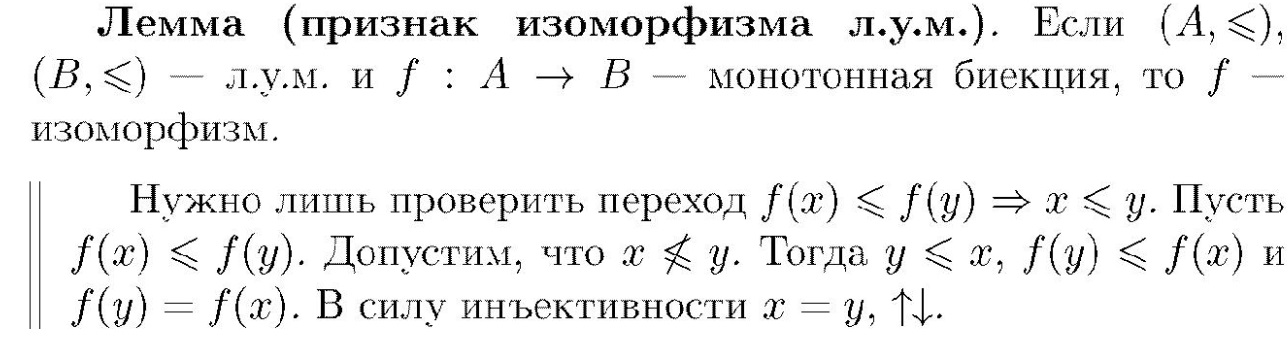 Лемма (признак изоморфизма л.у.м.). Если (A, ⩽),
(B, ⩽) — л.у.м. и f : A → B — монотонная биекция, то f —
изоморфизм.
Нужно лишь проверить переход f(x) ⩽ f(y) ⇒ x ⩽ y. Пусть
f(x) ⩽ f(y). Допустим, что x ⩽̸ y. Тогда y ⩽ x, f(y) ⩽ f(x) и
f(y) = f(x). В силу инъективности x = y, ↑↓.